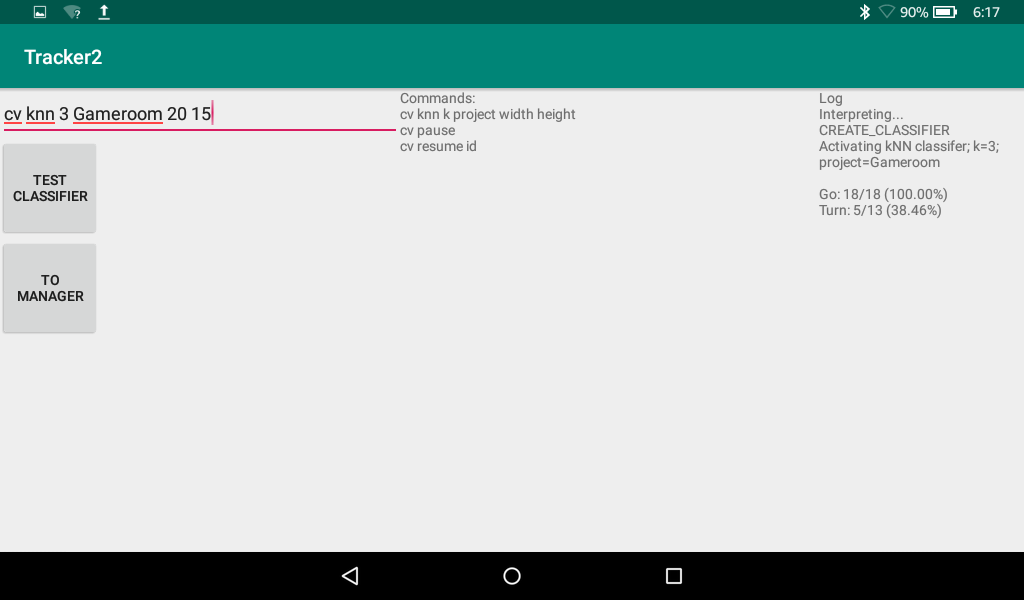 90% 6:17
Tracker2
cv knn 3 Gameroom 20 15
TEST
CLASSIFIER
TO
MANAGER
Commands:
cv knn k project width height
cv pause
cv resume id
Log
Interpreting...
CREATE_CLASSIFIER
Activating kNN classifer; k=3;
project=Gameroom
Go: 18/18 (100.00%)
Turn: 5/13 (38.46%)